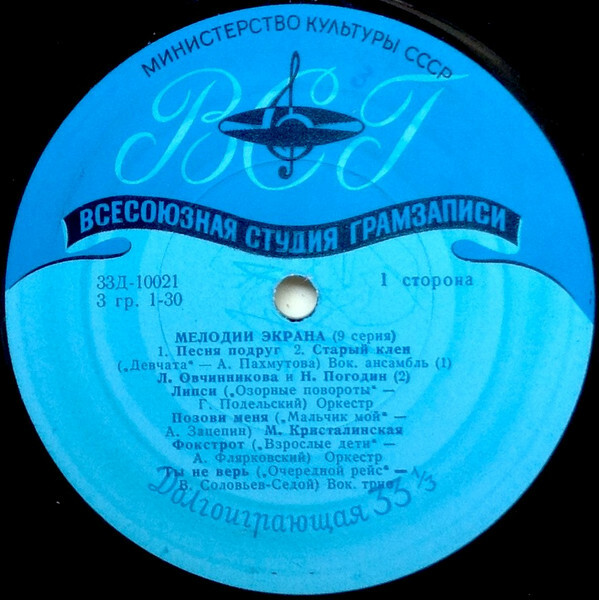 МИНИСТЕРСТВО КУЛЬТУРЫ СССР
ВСГ
ВСЕСОЮЗНАЯ СТУДИЯ ГРАМЗАПИСИ
33Д-10021
3 гр. 1-30
1 сторона
МЕЛОДИИ ЭКРАНА (9 серия)
1. Песня подруг 2. Старый клен
(„Девчата“ — А. Пахмутова) Вок. ансамбль (1)
Л. Овчинникова и Н. Погодин (2)
Липси („Озорные повороты“ —
Г. Подельский) Оркестр
Позови меня („Мальчик мой“ —
А. Зацепин) М. Кристалинская
Фокстрот („Взрослые дети“ —
А. Флярковский) Оркестр
Ты не верь („Очередной рейс“ —
В. Соловьев-Седой) Вок. трио
Долгоиграющая 33 1/3